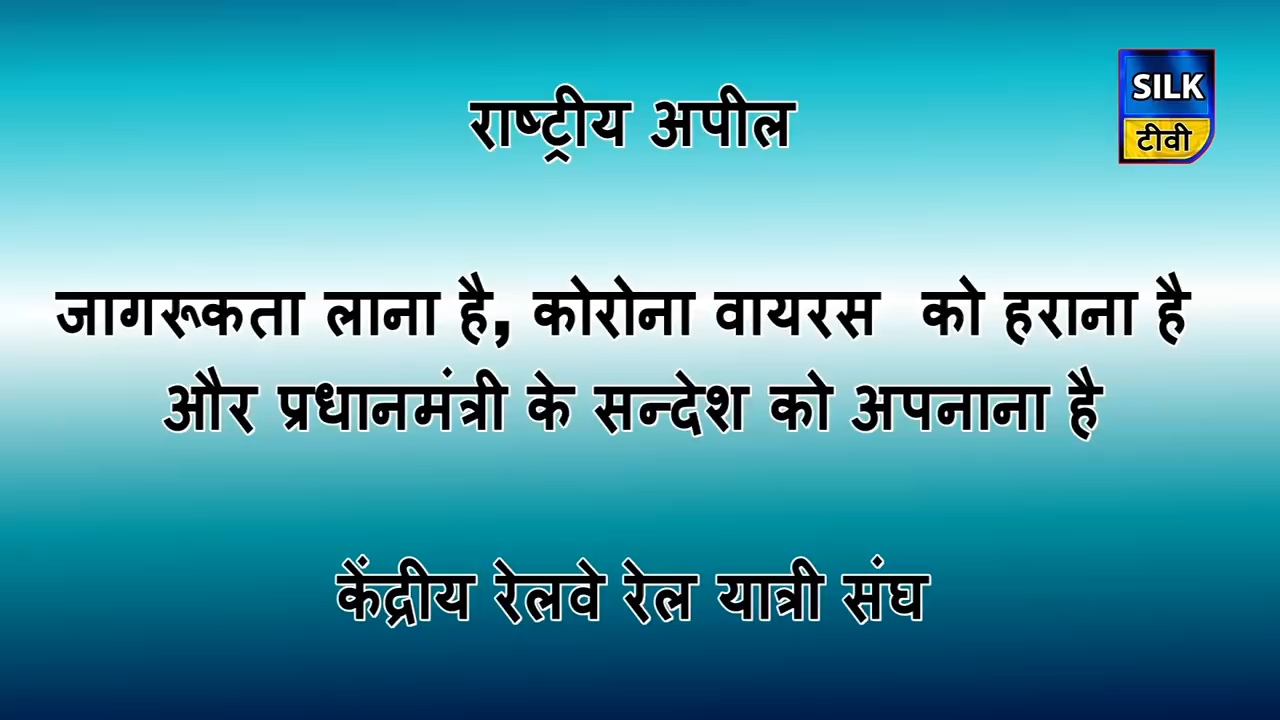 राष्ट्रीय अपील
SILK
टीवी
जागरूकता लाना है, कोरोना वायरस को हराना है
और प्रधानमंत्री के सन्देश को अपनाना है
केंद्रीय रेलवे रेल यात्री संघ